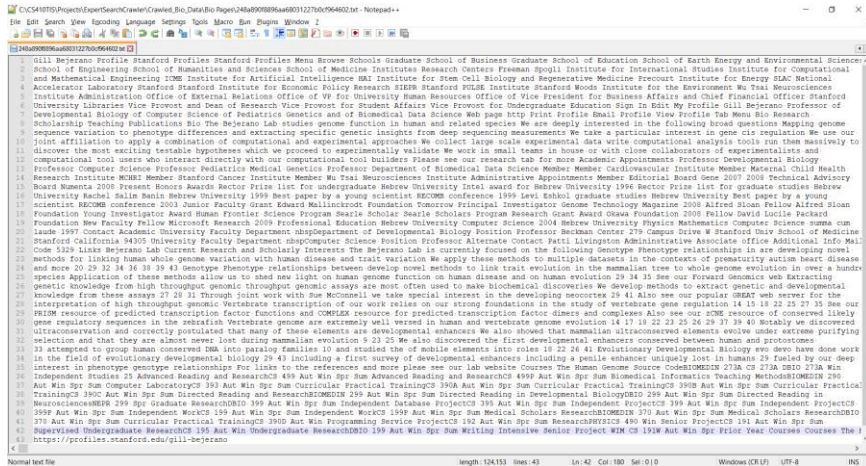 C:\CS410TIS\Projects\ExpertSearchCrawler\Crawled_Bio_Data\Bio Pages\248a890f8896aa68031227b0cf964602.txt - Notepad++
File Edit Search View Encoding Language Settings Tools Macro Run Plugins Window ?
248a890f8896aa68031227b0cf964602.txt
1 Gill Bejerano Profile Stanford Profiles Stanford Profiles Menu Browse Schools Graduate School of Business Graduate School of Education School of Earth Energy and Environmental Sciences
2 School of Engineering School of Humanities and Sciences School of Medicine Institutes Research Centers Freeman Spogli Institute for International Studies Institute for Computational
3 and Mathematical Engineering ICME Institute for Artificial Intelligence HAI Institute for Stem Cell Biology and Regenerative Medicine Precourt Institute for Energy SLAC National
4 Accelerator Laboratory Stanford Stanford Institute for Economic Policy Research SIEPR Stanford PULSE Institute Stanford Woods Institute for the Environment Wu Tsai Neurosciences
5 Institute Administration Office of External Relations Office of VP for University Human Resources Office of Vice President for Business Affairs and Chief Financial Officer Stanford
6 University Libraries Vice Provost and Dean of Research Vice Provost for Student Affairs Vice Provost for Undergraduate Education Sign In Edit My Profile Gill Bejerano Professor of
7 Developmental Biology of Computer Science of Pediatrics Genetics and of Biomedical Data Science Web page http Print Profile Email Profile View Profile Tab Menu Bio Research
8 Scholarship Teaching Publications Bio The Bejerano Lab studies genome function in human and related species We are deeply interested in the following broad questions Mapping genome
9 sequence variation to phenotype differences and extracting specific genetic insights from deep sequencing measurements We take a particular interest in gene cis regulation We use our
10 joint affiliation to apply a combination of computational and experimental approaches We collect large scale experimental data write computational analysis tools run them massively to
11 discover the most exciting testable hypotheses which we proceed to experimentally validate We work in small teams in house or with close collaborators of experimentalists and
12 computational tool users who interact directly with our computational tool builders Please see our research tab for more Academic Appointments Professor Developmental Biology
13 Professor Computer Science Professor Pediatrics Medical Genetics Professor Department of Biomedical Data Science Member Member Cardiovascular Institute Member Maternal Child Health
14 Research Institute MCHRI Member Stanford Cancer Institute Member Wu Tsai Neurosciences Institute Administrative Appointments Member Editorial Board Gene 2007 2008 Technical Advisory
15 Board Numenta 2008 Present Honors Awards Rector Prize list for undergraduate Hebrew University Intel award for Hebrew University 1996 Rector Prize list for graduate studies Hebrew
16 University Rachel Salim Banin Hebrew University 1999 Best paper by a young scientist RECOMB conference 1999 Levi Eshkol graduate studies Hebrew University Best paper by a young
17 scientist RECOMB conference 2003 Junior Faculty Grant Edward Mallinckrodt Foundation Tomorrow Principal Investigator Genome Technology Magazine 2008 Alfred Sloan Fellow Alfred Sloan
18 Foundation Young Investigator Award Human Frontier Science Program Searle Scholar Searle Scholars Program Research Grant Award Okawa Foundation 2008 Fellow David Lucile Packard
19 Foundation New Faculty Fellow Microsoft Research 2009 Professional Education Hebrew University Computer Science 2004 Hebrew University Physics Mathematics Computer Science summa cum
20 laude 1997 Contact Academic University Faculty Department nbspDepartment of Developmental Biology Position Professor Beckman Center 279 Campus Drive W Stanford Univ School of Medicine
21 Stanford California 94305 University Faculty Department nbspComputer Science Position Professor Alternate Contact Patti Livingston Administrative Associate office Additional Info Mail
22 Code 5329 Links Bejerano Lab Current Research and Scholarly Interests The Bejerano Lab is currently focused on the following Genotype Phenotype relationships in are developing novel
23 methods for linking human whole genome variation with human disease and trait variation We apply these methods to multiple datasets in the contexts of prematurity autism heart disease
24 and more 20 29 32 34 36 38 39 43 Genotype Phenotype relationships between develop novel methods to link trait evolution in the mammalian tree to whole genome evolution in over a hundre
25 species Application of these methods allow us to shed new light on human genome function on human disease and on human evolution 29 34 35 See our Forward Genomics web Extracting
26 genetic knowledge from high throughput genomic throughput genomic assays are most often used to make biochemical discoveries We develop methods to extract genetic and developmental
27 knowledge from these assays 27 29 31 Through joint work with Sue McConnell we take special interest in the developing neocortex 29 41 Also see our popular GREAT web server for the
28 interpretation of high throughput genomic Vertebrate transcription of our work relies on our strong foundations in the study of vertebrate gene regulation 14 15 18 22 25 27 35 See our
29 PRISM resource of predicted transcription factor functions and COMPLEX resource for predicted transcription factor dimers and complexes Also see our zCNE resource of conserved likely
30 gene regulatory sequences in the zebrafish Vertebrate genome are extremely well versed in human and vertebrate genome evolution 14 17 18 22 23 25 26 29 37 39 40 Notably we discovered
31 ultraconservation and correctly postulated that many of these elements are developmental enhancers We also showed that mammalian ultraconserved elements evolve under extreme purifying
32 selection and that they are almost never lost during mammalian evolution 9 23 25 We also discovered the first developmental enhancers conserved between human and protostomes
33 33 attempted to group human conserved DNA into paralog families 10 and studied the of mobile elements into roles 18 22 26 41 Evolutionary Developmental Biology evo devo have done work
34 in the field of evolutionary developmental biology 29 43 including a first survey of developmental enhancers including a penile enhancer uniquely lost in humans 29 fueled by our deep
35 interest in phenotype genotype relationships For links to the references and more please see our lab website Courses The Human Genome Source CodeBIOMEDIN 273A CS 273A DBIO 273A Win
36 Independent Studies 25 Advanced Reading and ResearchCS 499 Aut Win Spr Sum Advanced Reading and ResearchCS 499P Aut Win Spr Sum Biomedical Informatics Teaching MethodsBIOMEDIN 290
37 Aut Win Spr Sum Computer LaboratoryCS 393 Aut Win Spr Sum Curricular Practical TrainingCS 390A Aut Win Spr Sum Curricular Practical TrainingCS 390B Aut Win Spr Sum Curricular Practical
38 TrainingCS 390C Aut Win Spr Sum Directed Reading and ResearchBIOMEDIN 299 Aut Win Spr Sum Directed Reading in Developmental BiologyDBIO 299 Aut Win Spr Sum Directed Reading in
39 NeurosciencesNEPR 299 Spr Graduate ResearchDBIO 399 Aut Win Spr Sum Independent Database ProjectCS 395 Aut Win Spr Sum Independent ProjectCS 399 Aut Win Spr Sum Independent ProjectCS
40 399P Aut Win Spr Sum Independent WorkCS 199 Aut Win Spr Sum Independent WorkCS 199P Aut Win Spr Sum Medical Scholars ResearchBIOMEDIN 370 Aut Win Spr Sum Medical Scholars ResearchDBIO
41 370 Aut Win Spr Sum Curricular Practical TrainingCS 390D Aut Win Spr Sum Programming Service ProjectCS 192 Aut Win Spr Sum ResearchPHYSICS 490 Win Senior ProjectCS 191 Aut Win Spr Sum
42 Supervised Undergraduate ResearchCS 195 Aut Win Undergraduate ResearchDBIO 199 Aut Win Spr Sum Writing Intensive Senior Project WIM CS 191W Aut Win Spr Prior Year Courses Courses The
43 https://profiles.stanford.edu/gill-bejerano
Normal text file length : 124,153 lines : 43 Ln : 42 Col : 180 Sel : 0 | 0 Windows (CR LF) UTF-8 INS